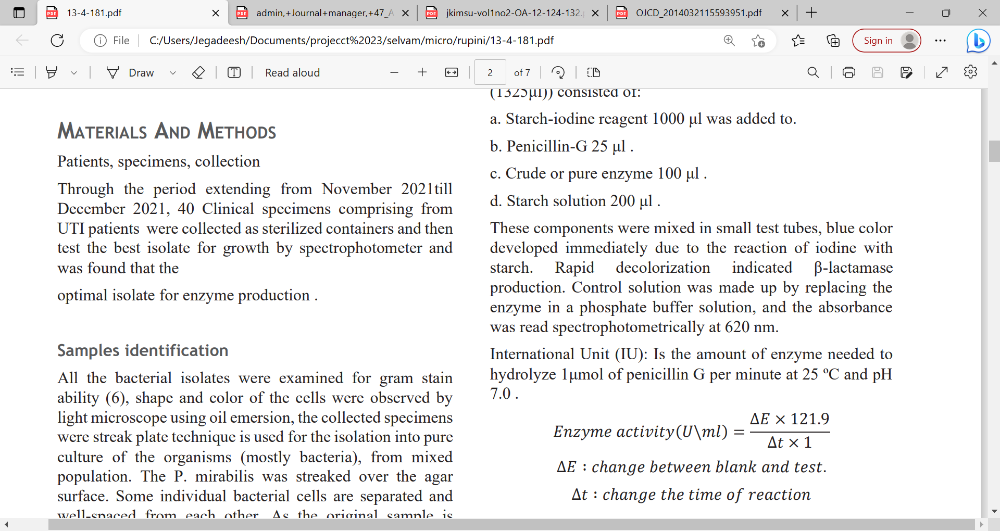 13-4-181.pdf
admin,+Journal+manager,+47_A
jkimsu-vol1no2-OA-12-124-132.
OJCD_2014032115593951.pdf
File
C:/Users/Jegadeesh/Documents/projecct%2023/selvam/micro/rupini/13-4-181.pdf
Sign in
Draw
Read aloud
2
of 7
MATERIALS AND METHODS
Patients, specimens, collection
Through the period extending from November 2021till
December 2021, 40 Clinical specimens comprising from
UTI patients were collected as sterilized containers and then
test the best isolate for growth by spectrophotometer and
was found that the
optimal isolate for enzyme production .
Samples identification
All the bacterial isolates were examined for gram stain
ability (6), shape and color of the cells were observed by
light microscope using oil emersion, the collected specimens
were streak plate technique is used for the isolation into pure
culture of the organisms (mostly bacteria), from mixed
population. The P. mirabilis was streaked over the agar
surface. Some individual bacterial cells are separated and
well-spaced from each other. As the original sample is
(1325μl)) consisted of:
a. Starch-iodine reagent 1000 μl was added to.
b. Penicillin-G 25 μl .
c. Crude or pure enzyme 100 μl .
d. Starch solution 200 μl .
These components were mixed in small test tubes, blue color
developed immediately due to the reaction of iodine with
starch. Rapid decolorization indicated β-lactamase
production. Control solution was made up by replacing the
enzyme in a phosphate buffer solution, and the absorbance
was read spectrophotometrically at 620 nm.
International Unit (IU): Is the amount of enzyme needed to
hydrolyze 1μmol of penicillin G per minute at 25 ºC and pH
7.0 .
ΔE × 121.9
Enzyme activity(U\ml) =
Δt × 1
ΔE : change between blank and test.
Δt : change the time of reaction